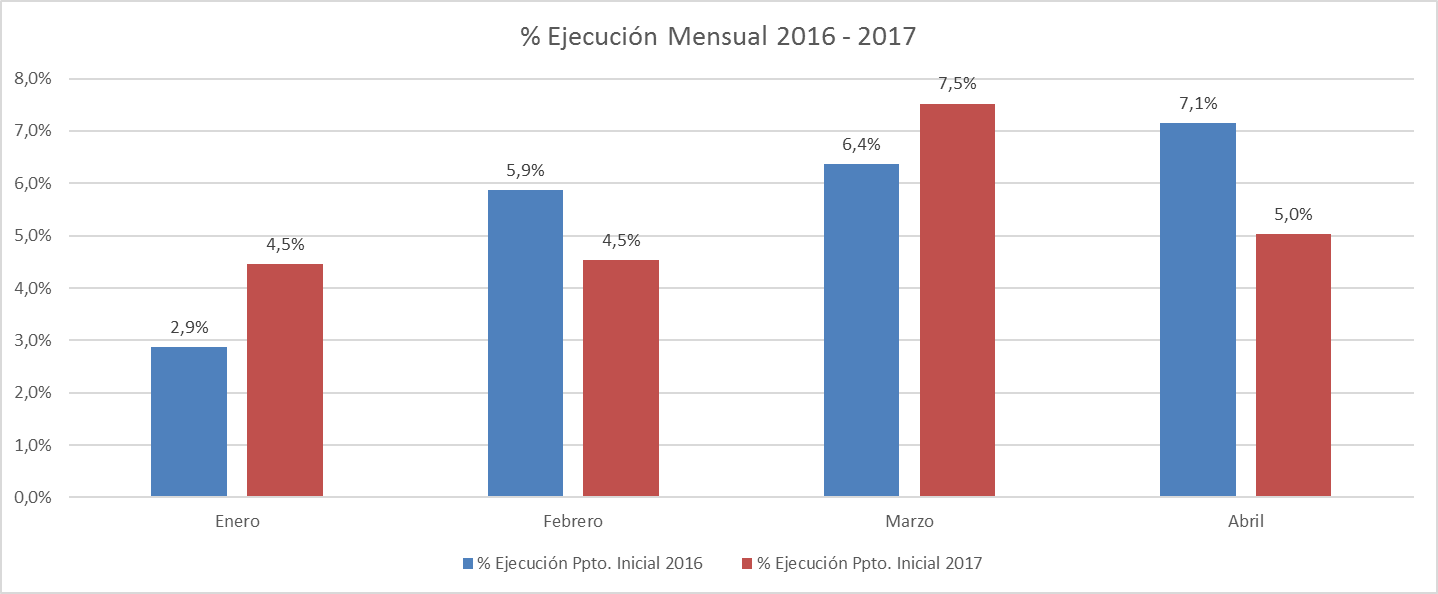 % Ejecución Mensual 2016 - 2017
8,0%
7,0%
6,0%
5,0%
4,0%
3,0%
2,0%
1,0%
0,0%
2,9%
4,5%
5,9%
4,5%
6,4%
7,5%
7,1%
5,0%
Enero
Febrero
Marzo
Abril
% Ejecución Ppto. Inicial 2016
% Ejecución Ppto. Inicial 2017